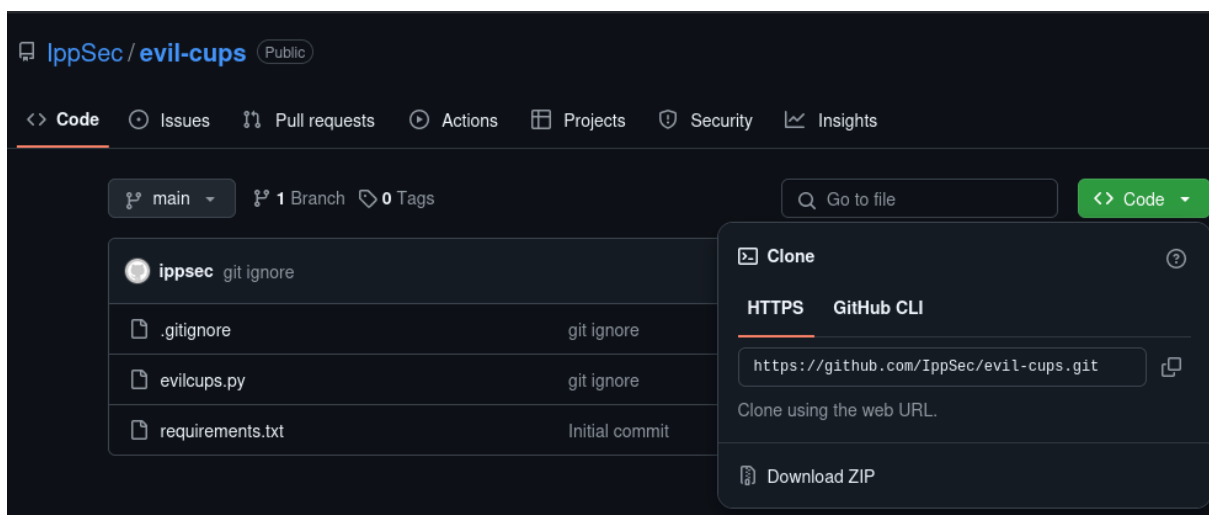 IppSec / evil-cups Public
Code Issues Pull requests Actions Projects Security Insights
main 1 Branch 0 Tags Go to file Code
ippsec git ignore
.gitignore git ignore
evilcups.py git ignore
requirements.txt Initial commit
Clone
HTTPS GitHub CLI
https://github.com/IppSec/evil-cups.git
Clone using the web URL.
Download ZIP